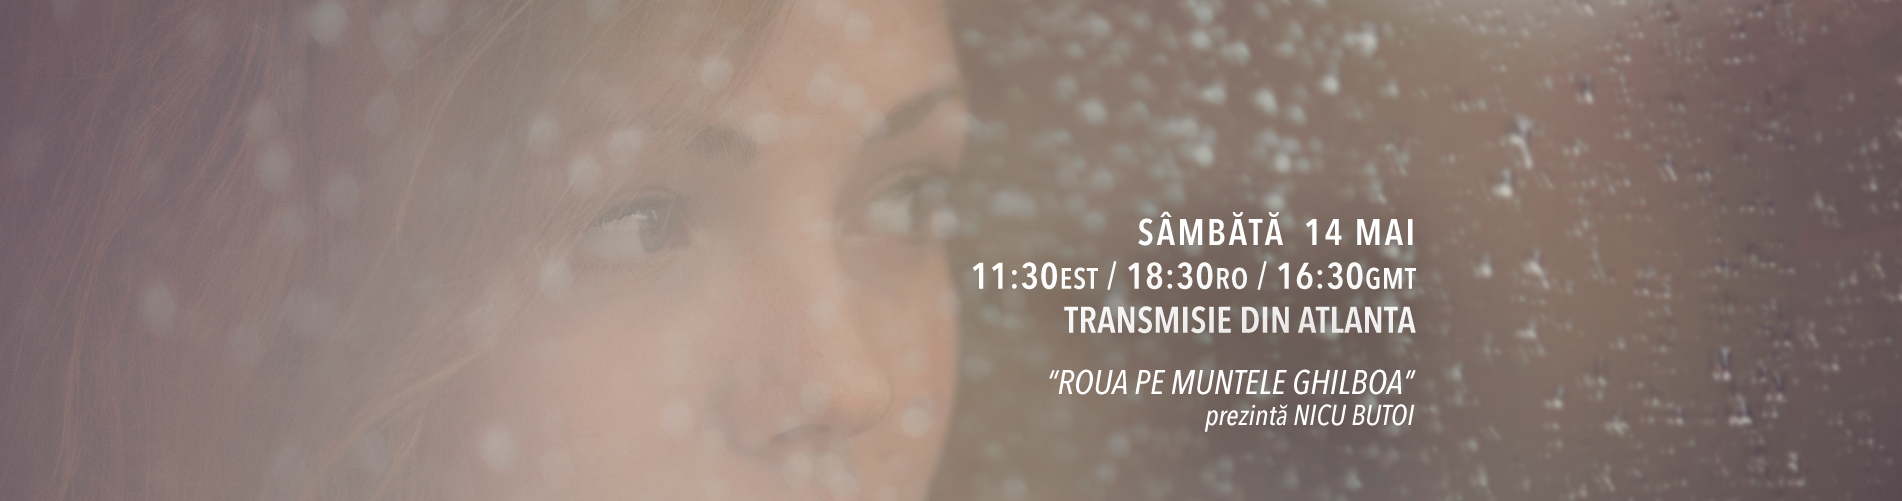 SÂMBĂTĂ 14 MAI
11:30EST / 18:30RO / 16:30GMT
TRANSMISIE DIN ATLANTA
“ROUA PE MUNTELE GHILBOA”
prezintă NICU BUTOI